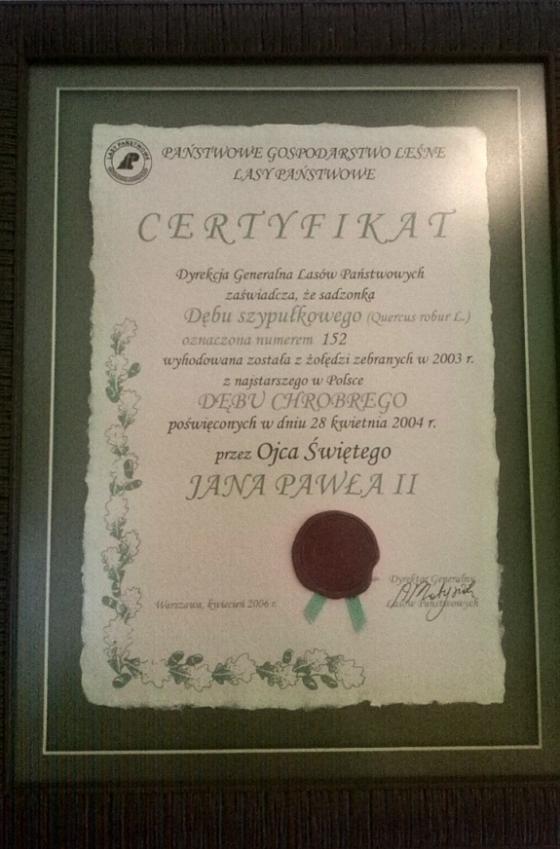 LASY PAŃSTWOWE
PAŃSTWOWE GOSPODARSTWO LEŚNE
LASY PAŃSTWOWE
CERTYFIKAT
Dyrekcja Generalna Lasów Państwowych
zaświadcza, że sadzonka
Dębu szypułkowego (Quercus robur L.)
oznaczona numerem 152
wyhodowana została z żołędzi zebranych w 2003 r.
z najstarszego w Polsce
DĘBU CHROBREGO
poświęconych w dniu 28 kwietnia 2004 r.
przez Ojca Świętego
JANA PAWŁA II
Dyrektor Generalny
Warszawa, kwiecień 2006 r.
Lasów Państwowych